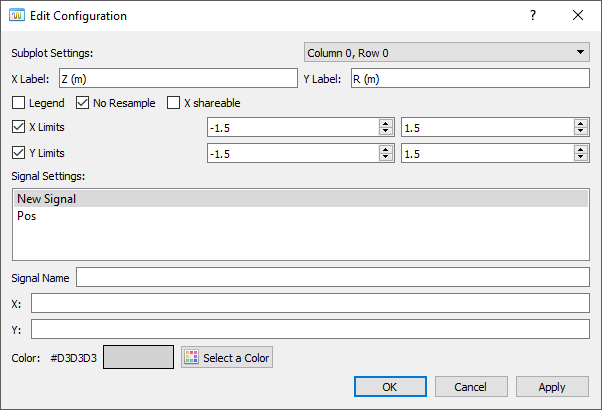 Edit Configuration
Subplot Settings: Column 0, Row 0
X Label: Z (m) Y Label: R (m)
Legend No Resample X shareable
X Limits -1.5 1.5
Y Limits -1.5 1.5
Signal Settings:
New Signal
Pos
Signal Name
X:
Y:
Color: #D3D3D3 Select a Color
OK Cancel Apply